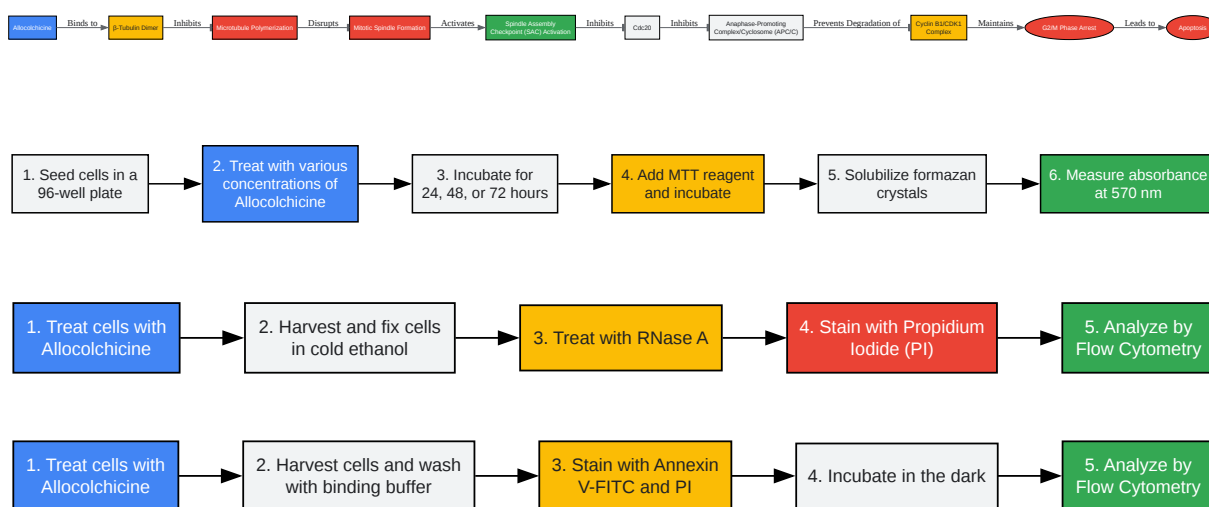 Allocolchicine
Binds to
β-Tubulin Dimer
Inhibits
Microtubule Polymerization
Disrupts
Mitotic Spindle Formation
Activates
Spindle Assembly
Checkpoint (SAC) Activation
Inhibits
Cdc20
Inhibits
Anaphase-Promoting
Complex/Cyclosome (APC/C)
Prevents Degradation of
Cyclin B1/CDK1
Complex
Maintains
G2/M Phase Arrest
Leads to
Apoptosis
1. Seed cells in a
96-well plate
2. Treat with various
concentrations of
Allocolchicine
3. Incubate for
24, 48, or 72 hours
4. Add MTT reagent
and incubate
5. Solubilize formazan
crystals
6. Measure absorbance
at 570 nm
1. Treat cells with
Allocolchicine
2. Harvest and fix cells
in cold ethanol
3. Treat with RNase A
4. Stain with Propidium
Iodide (PI)
5. Analyze by
Flow Cytometry
1. Treat cells with
Allocolchicine
2. Harvest cells and wash
with binding buffer
3. Stain with Annexin
V-FITC and PI
4. Incubate in the dark
5. Analyze by
Flow Cytometry